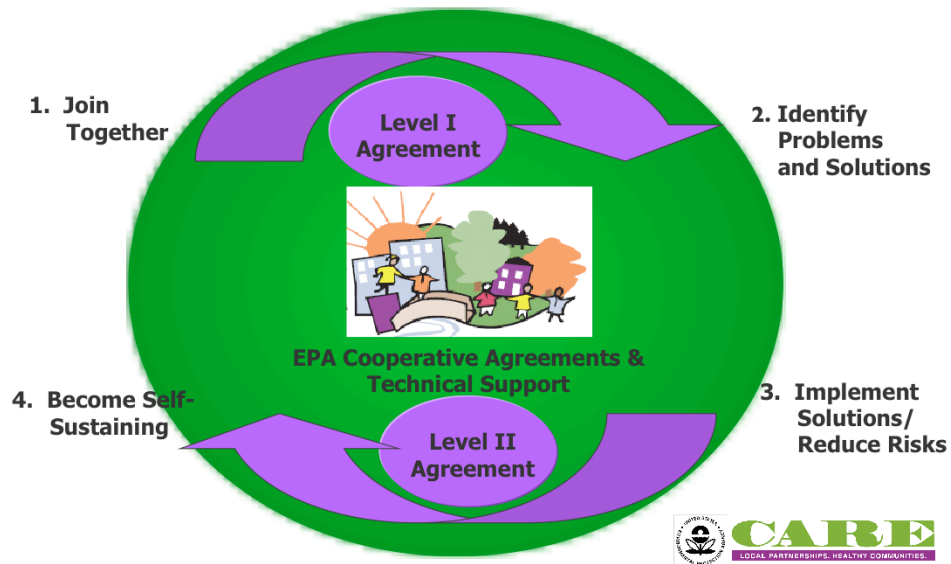 1. Join
Together
Level I
Agreement
2. Identify
Problems
and Solutions
EPA Cooperative Agreements &
Technical Support
4. Become Self-
Sustaining
3. Implement
Solutions/
Reduce Risks
Level II
Agreement
CARE
LOCAL PARTNERSHIPS. HEALTHY COMMUNITIES.